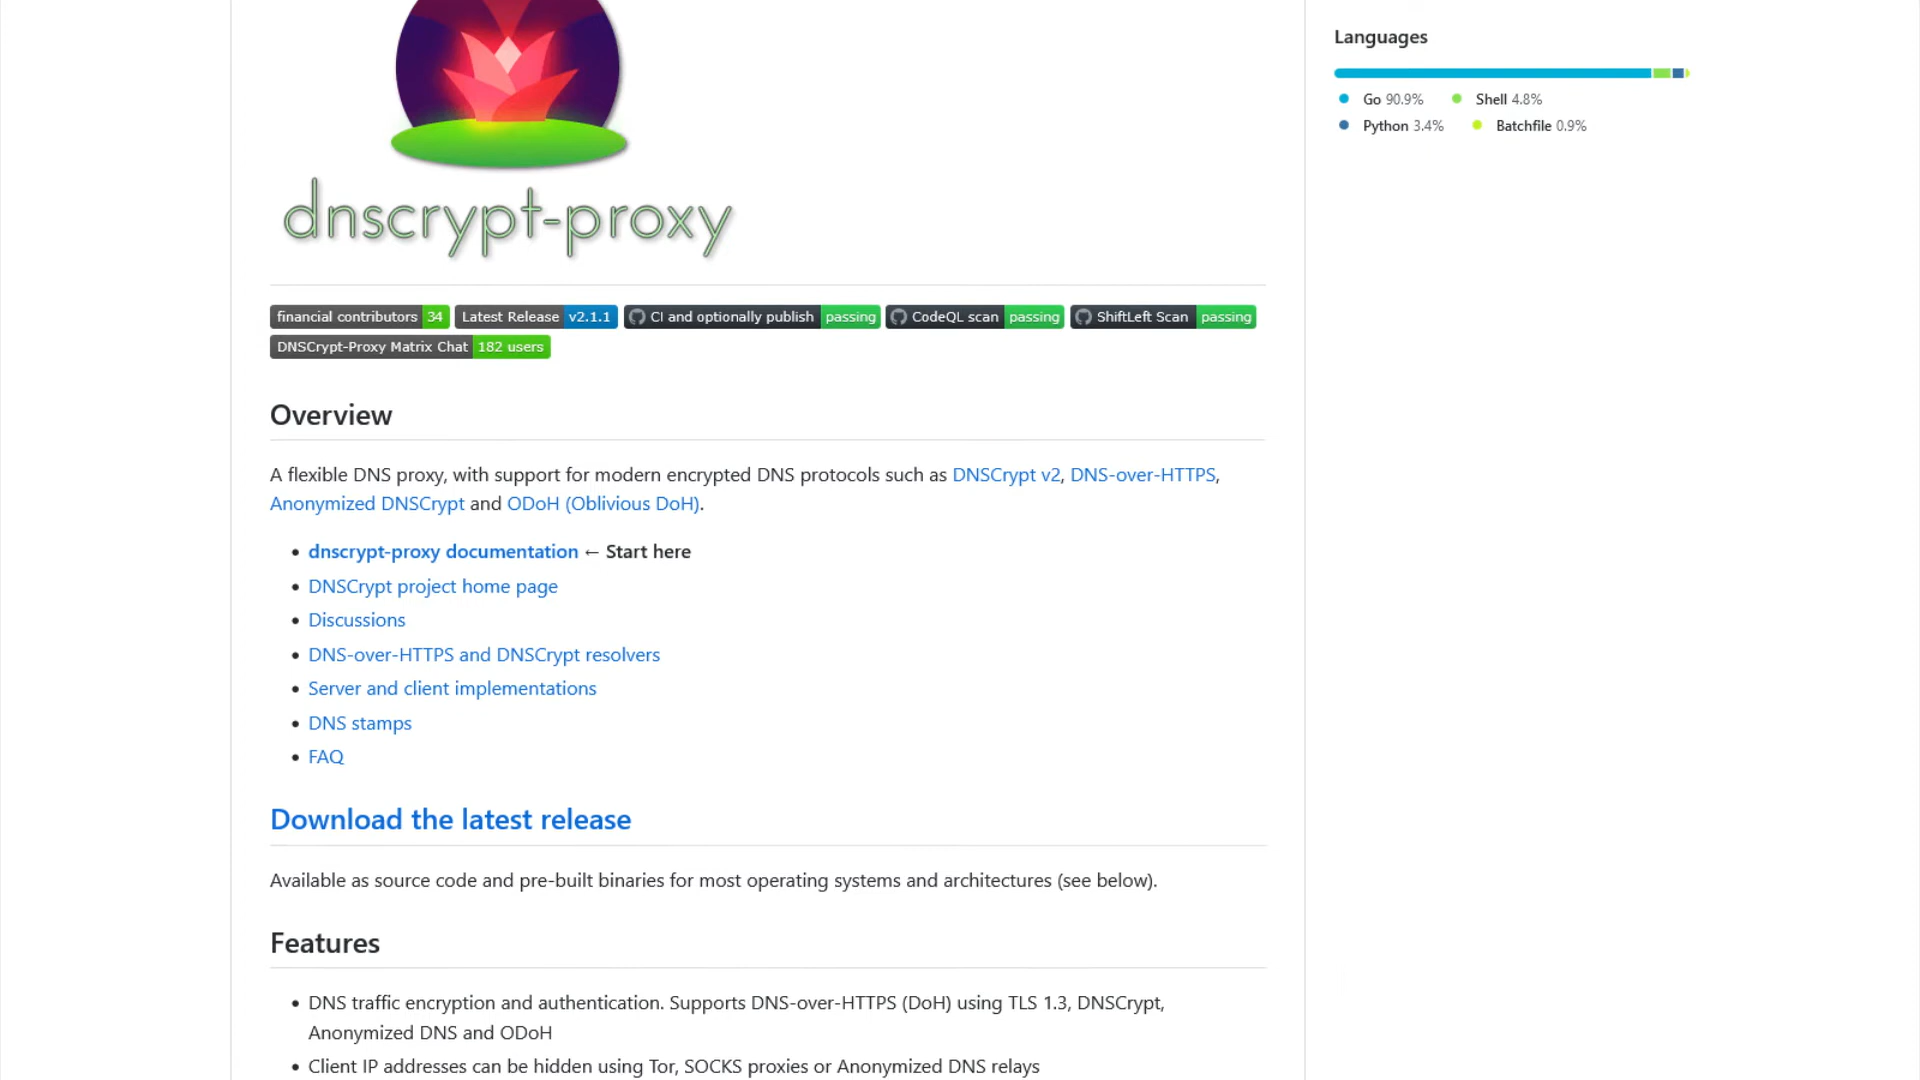 dnscrypt-proxy
financial contributors 34 Latest Release v2.1.1 CI and optionally publish passing CodeQL scan passing ShiftLeft Scan passing
DNSCrypt-Proxy Matrix Chat 182 users
Overview
A flexible DNS proxy, with support for modern encrypted DNS protocols such as DNSCrypt v2, DNS-over-HTTPS,
Anonymized DNSCrypt and ODoH (Oblivious DoH).
• dnscrypt-proxy documentation ← Start here
• DNSCrypt project home page
• Discussions
• DNS-over-HTTPS and DNSCrypt resolvers
• Server and client implementations
• DNS stamps
• FAQ
Download the latest release
Available as source code and pre-built binaries for most operating systems and architectures (see below).
Features
• DNS traffic encryption and authentication. Supports DNS-over-HTTPS (DoH) using TLS 1.3, DNSCrypt,
Anonymized DNS and ODoH
• Client IP addresses can be hidden using Tor, SOCKS proxies or Anonymized DNS relays
Languages
Go 90.9% Shell 4.8%
Python 3.4% Batchfile 0.9%